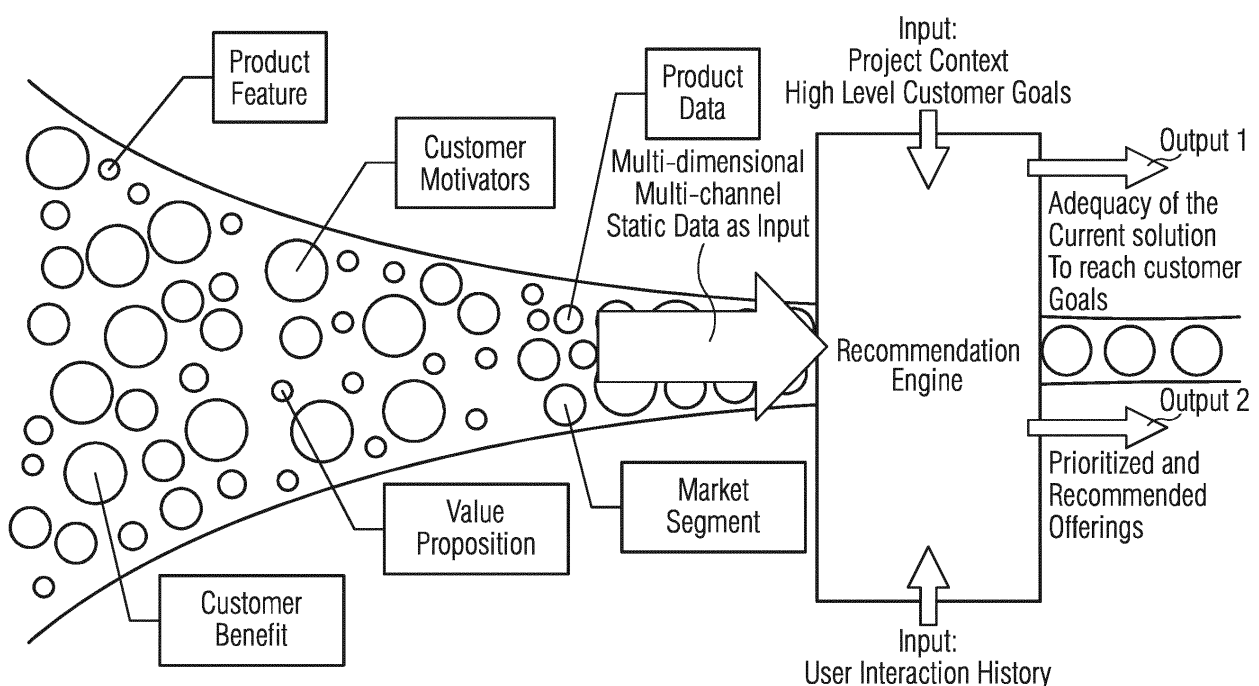 Product
Feature
Customer
Motivators
Product
Data
Multi-dimensional
Multi-channel
Static Data as Input
Input:
Project Context
High Level Customer Goals
Output 1
Adequacy of the
Current solution
To reach customer
Goals
Recommendation
Engine
Output 2
Prioritized and
Recommended
Offerings
Value
Proposition
Market
Segment
Customer
Benefit
Input:
User Interaction History